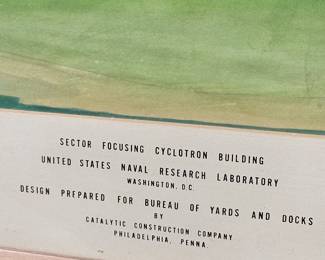 SECTOR FOCUSING CYCLOTRON BUILDING
UNITED STATES NAVAL RESEARCH LABORATORY
WASHINGTON, D.C.
DESIGN PREPARED FOR BUREAU OF YARDS AND DOCKS
BY
CATALYTIC CONSTRUCTION COMPANY
PHILADELPHIA, PENNA.